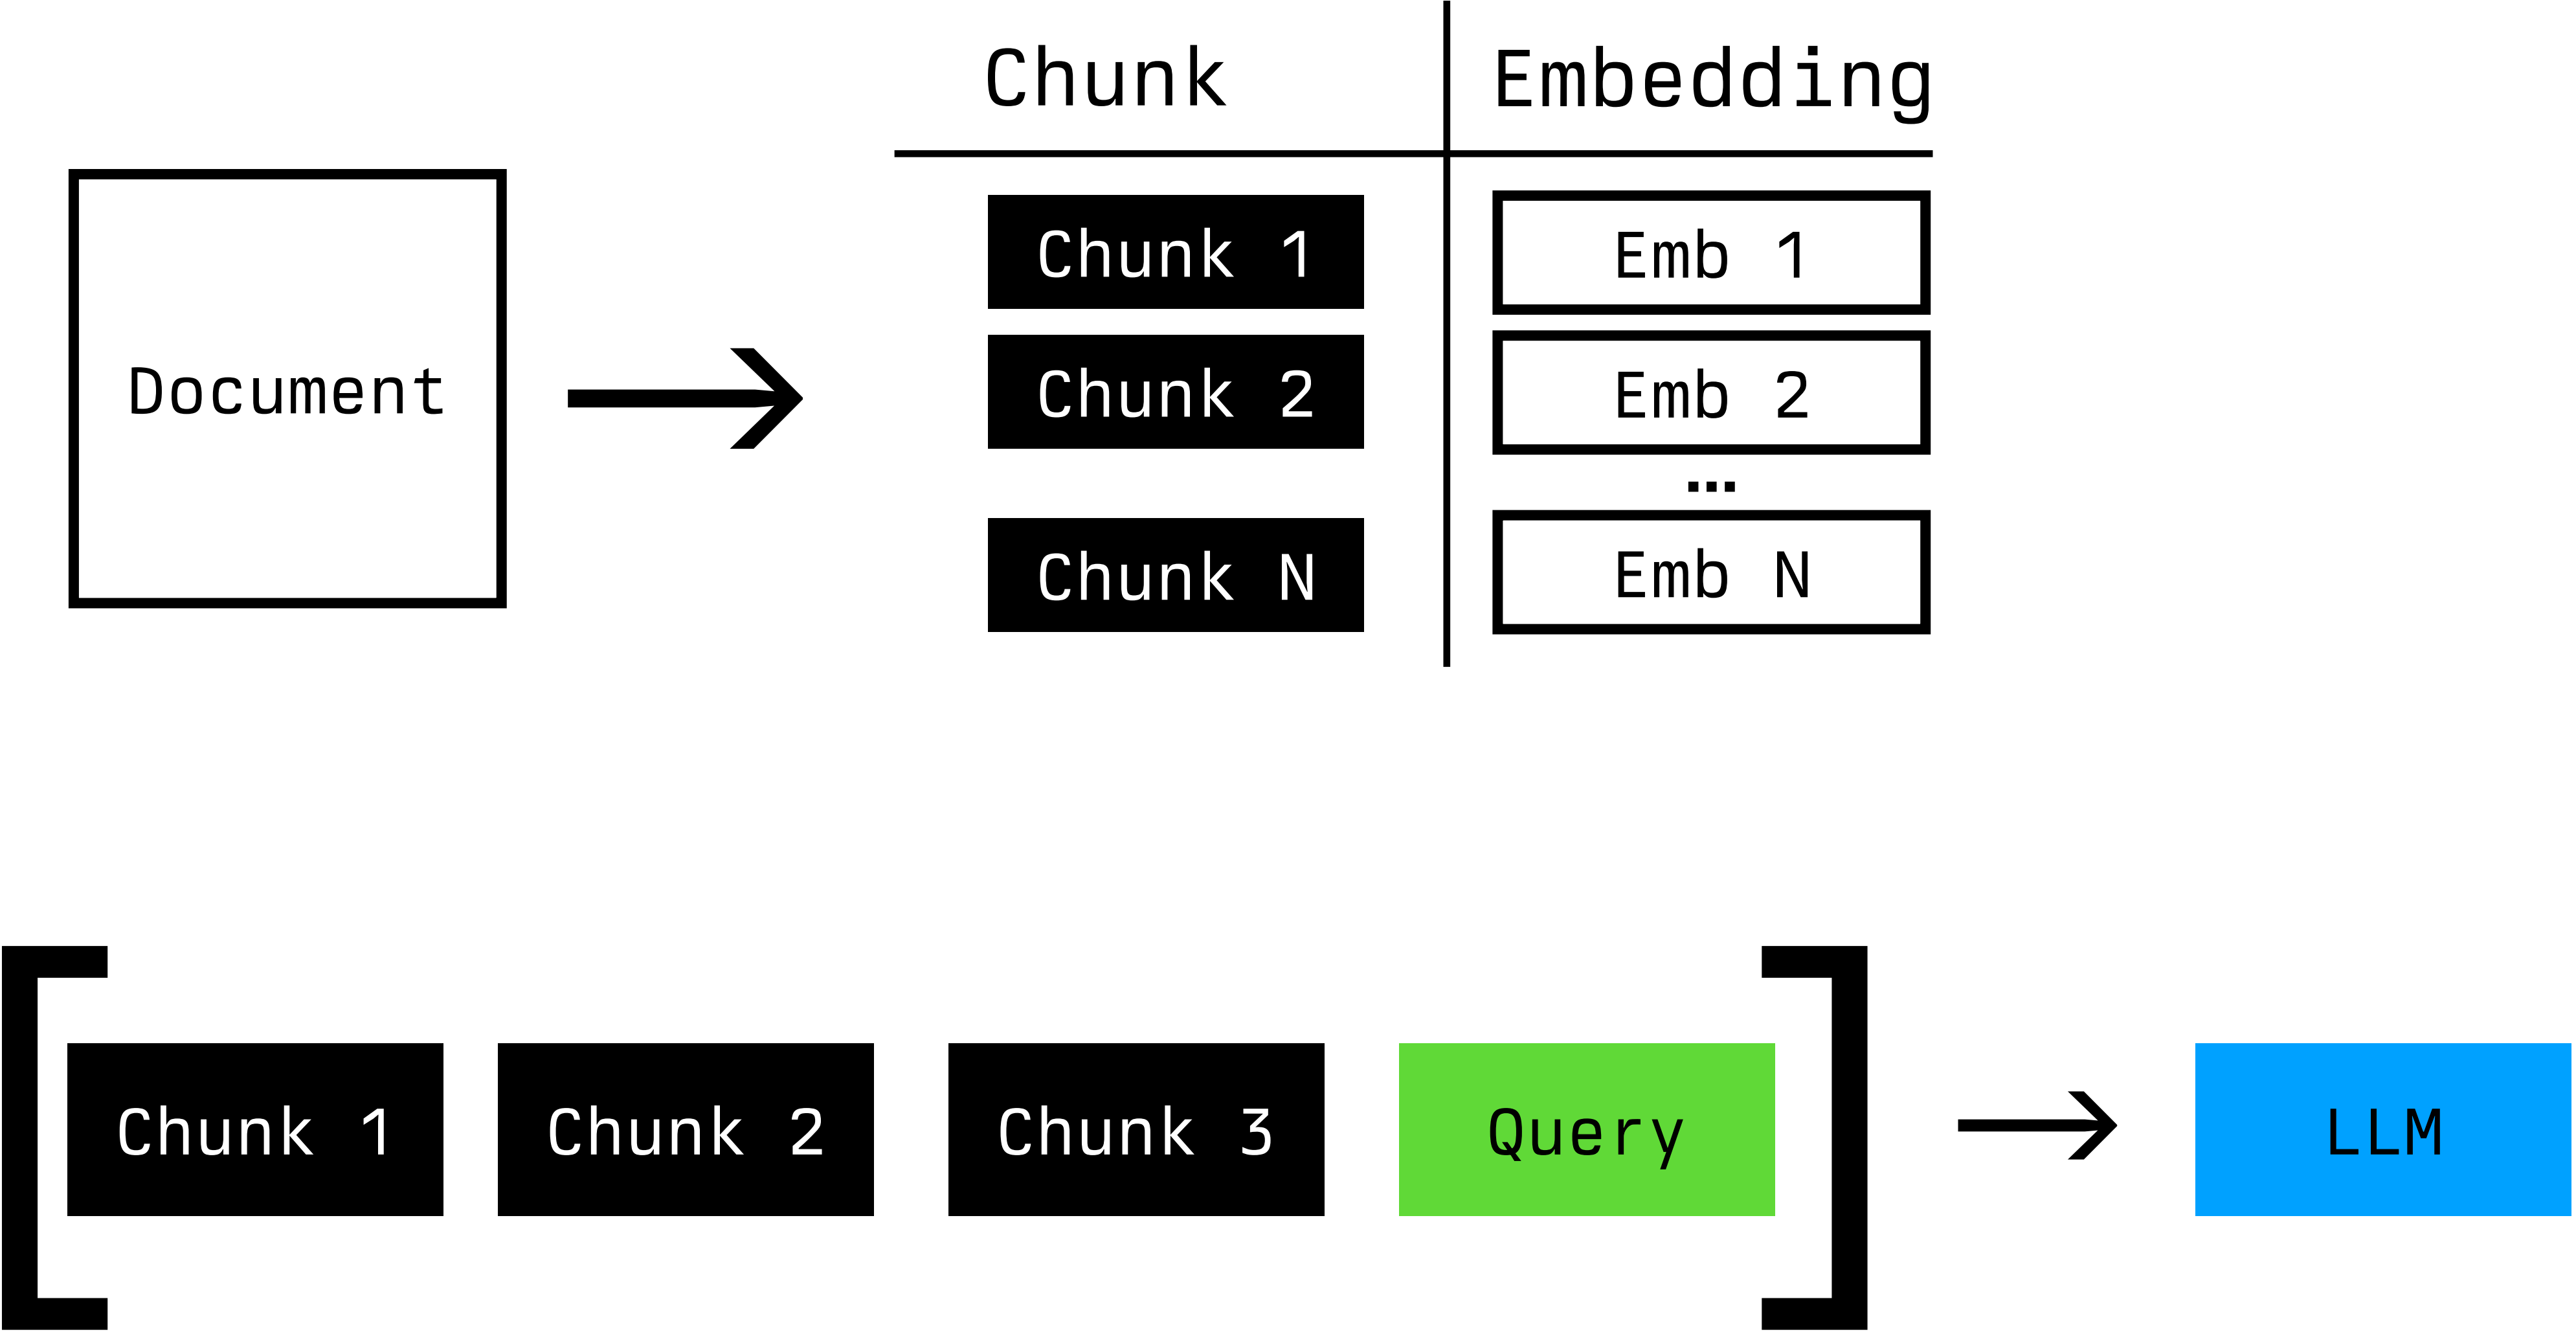 Chunk Embedding
Chunk 1 Emb 1
Document
Chunk 2 Emb 2
...
Chunk N Emb N
Chunk 1 Chunk 2 Chunk 3 Query LLM